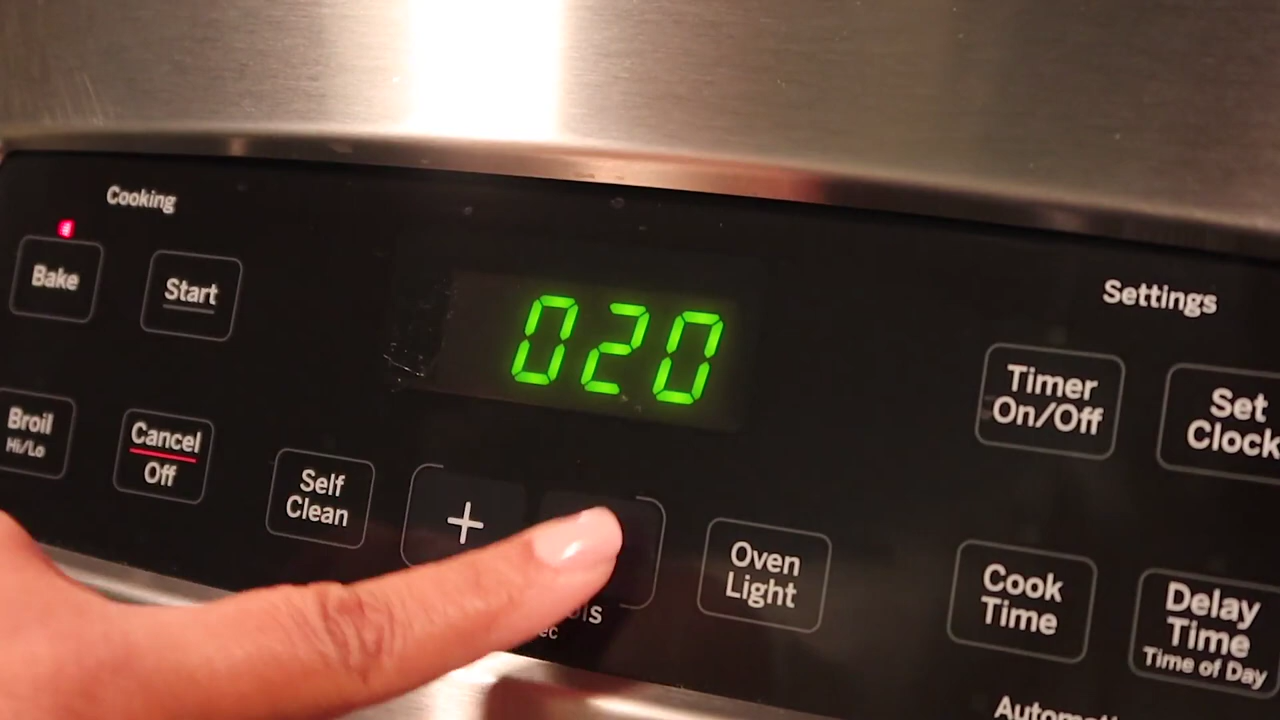 Cooking
Bake
Start
020
Settings
Timer
On/Off
Set
Clock
Broil
Hi/Lo
Cancel
Off
Self
Clean
+
Oven
Light
Cook
Time
Delay
Time
Time of Day